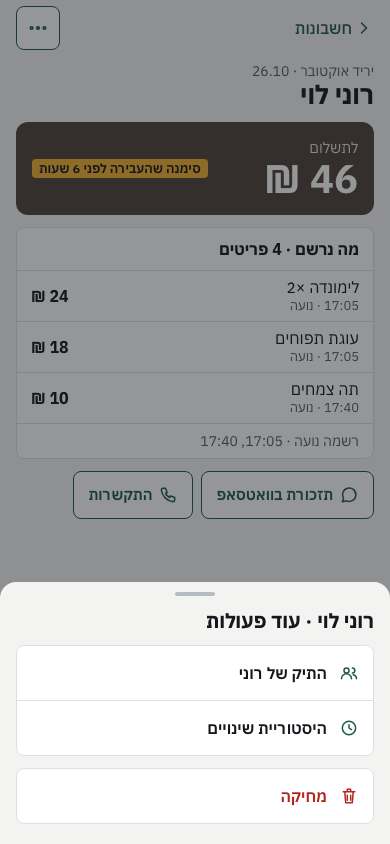 חשבונות
יריד אוקטובר · 26.10
רוני לוי
לתשלום
46 ₪
סימנה שהעבירה לפני 6 שעות
מה נרשם · 4 פריטים
לימונדה ×2
17:05 · נועה
24 ₪
עוגת תפוחים
17:05 · נועה
18 ₪
תה צמחים
17:40 · נועה
10 ₪
רשמה נועה · 17:05, 17:40
תזכורת בוואטסאפ
התקשרות
רוני לוי · עוד פעולות
התיק של רוני
היסטוריית שינויים
מחיקה